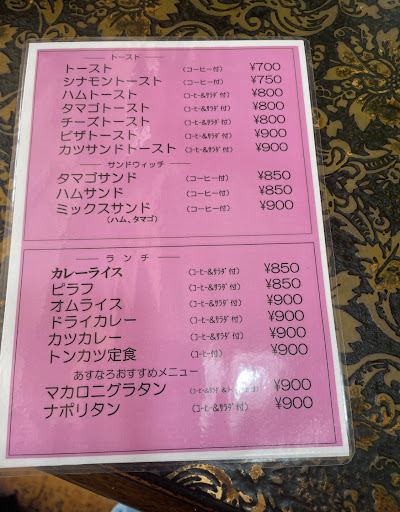 トースト
トースト (コーヒー付) ¥700
シナモントースト (コーヒー付) ¥750
ハムトースト (コーヒー&サラダ付) ¥800
タマゴトースト (コーヒー&サラダ付) ¥800
チーズトースト (コーヒー&サラダ付) ¥800
ピザトースト (コーヒー&サラダ付) ¥900
カツサンドトースト (コーヒー付) ¥900
サンドウィッチ
タマゴサンド (コーヒー付) ¥850
ハムサンド (コーヒー付) ¥850
ミックスサンド (コーヒー付) ¥900
(ハム、タマゴ)
ランチ
カレーライス (コーヒー&サラダ付) ¥850
ピラフ (コーヒー&サラダ付) ¥850
オムライス (コーヒー&サラダ付) ¥900
ドライカレー (コーヒー&サラダ付) ¥900
カツカレー (コーヒー&サラダ付) ¥900
トンカツ定食 (コーヒー付) ¥900
あすなろおすすめメニュー
マカロニグラタン (コーヒー&サラダ& ¥900
ナポリタン (コーヒー&サラダ付) ¥900